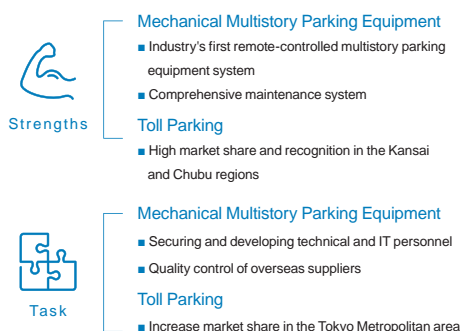 Mechanical Multistory Parking Equipment
■ Industry's first remote-controlled multistory parking
equipment system
■ Comprehensive maintenance system
Strengths
Toll Parking
■ High market share and recognition in the Kansai
and Chubu regions
Mechanical Multistory Parking Equipment
■ Securing and developing technical and IT personnel
■ Quality control of overseas suppliers
Task
Toll Parking
■ Increase market share in the Tokyo Metropolitan area